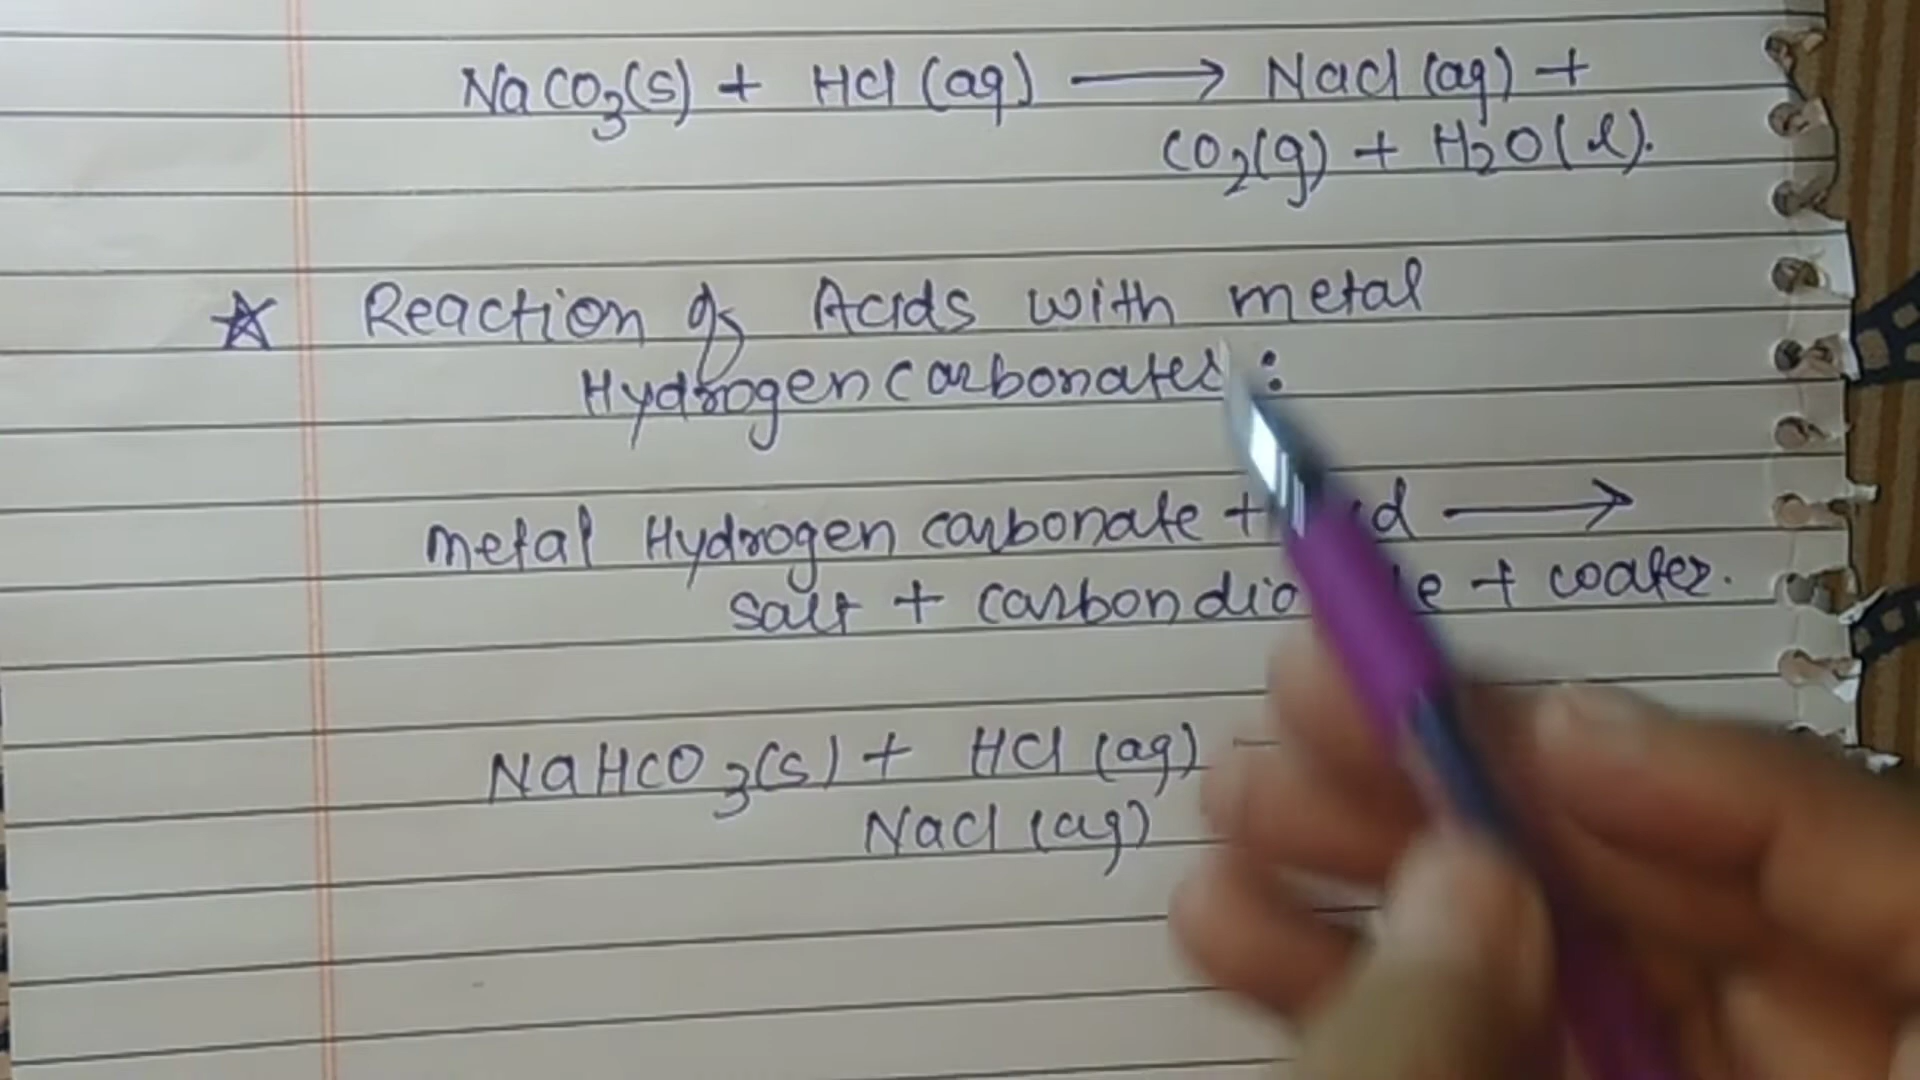 NaCO3(s) + HCl (aq) ⟶ Nacl (aq) +
CO2(g) + H2O(l).
☆ Reaction of Acids with metal
Hydrogencarbonates:
metal Hydrogen carbonate + ⟶
salt + carbon + water.
NaHCO3(s) + HCl (aq)
Nacl (aq)